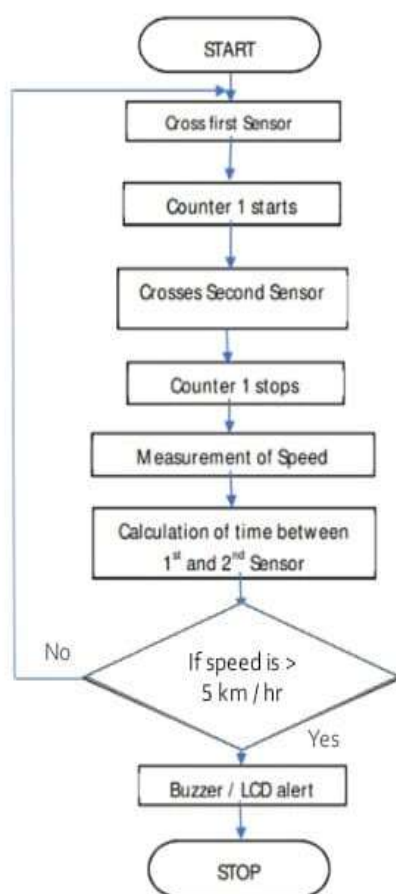 START
Cross first Sensor
Counter 1 starts
Crosses Second Sensor
Counter 1 stops
Measurement of Speed
Calculation of time between
1st and 2nd Sensor
No
If speed is >
5 km / hr
Yes
Buzzer / LCD alert
STOP